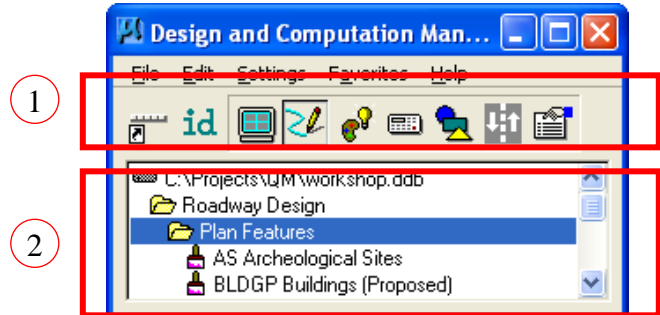 Design and Computation Man...
File Edit Settings Favorites Help
1
id
C:\Projects\QM\workshop.ddb
Roadway Design
Plan Features
2
AS Archeological Sites
BLDGP Buildings (Proposed)